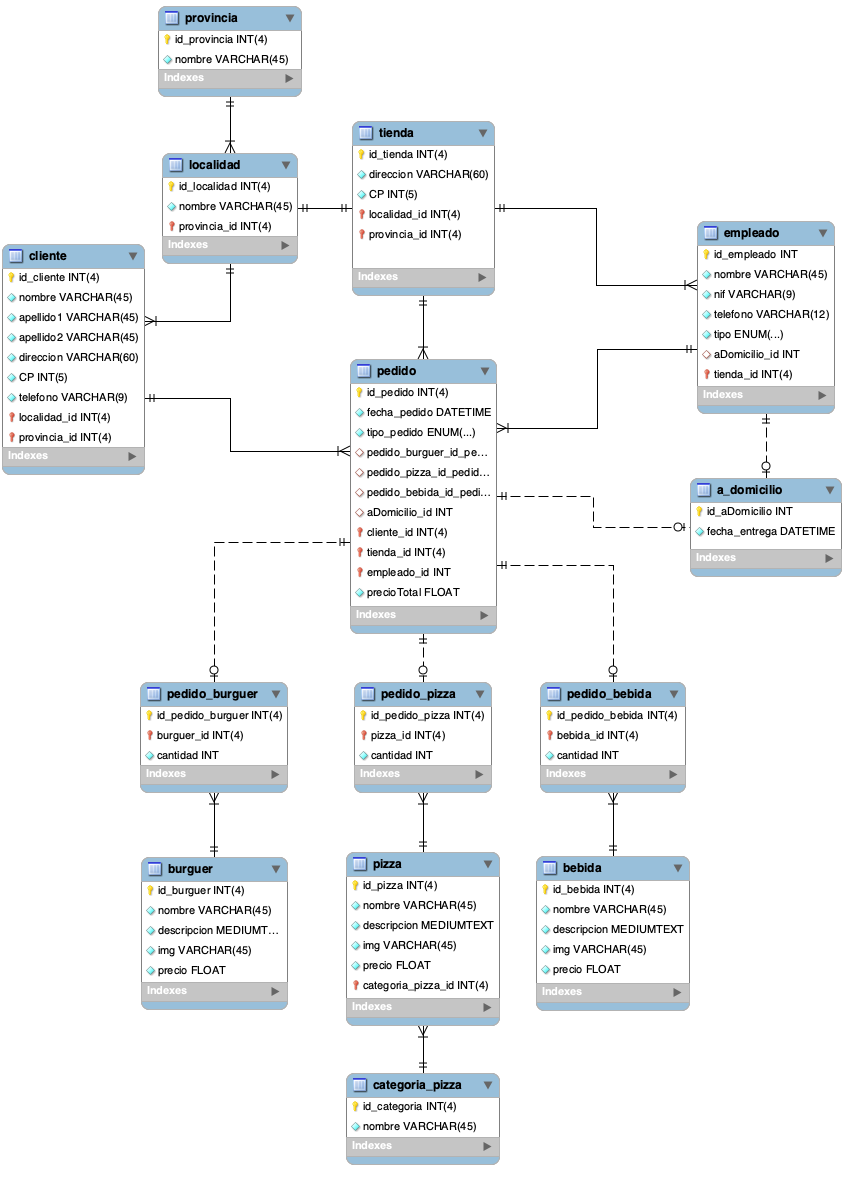 provincia
id_provincia INT(4)
nombre VARCHAR(45)
Indexes
localidad
id_localidad INT(4)
nombre VARCHAR(45)
provincia_id INT(4)
Indexes
tienda
id_tienda INT(4)
direccion VARCHAR(60)
CP INT(5)
localidad_id INT(4)
provincia_id INT(4)
Indexes
empleado
id_empleado INT
nombre VARCHAR(45)
nif VARCHAR(9)
telefono VARCHAR(12)
tipo ENUM(...)
aDomicilio_id INT
tienda_id INT(4)
Indexes
cliente
id_cliente INT(4)
nombre VARCHAR(45)
apellido1 VARCHAR(45)
apellido2 VARCHAR(45)
direccion VARCHAR(60)
CP INT(5)
telefono VARCHAR(9)
localidad_id INT(4)
provincia_id INT(4)
Indexes
pedido
id_pedido INT(4)
fecha_pedido DATETIME
tipo_pedido ENUM(...)
pedido_burguer_id_pe...
pedido_pizza_id_pedid...
pedido_bebida_id_pedi...
aDomicilio_id INT
cliente_id INT(4)
tienda_id INT(4)
empleado_id INT
precioTotal FLOAT
Indexes
a_domicilio
id_aDomicilio INT
fecha_entrega DATETIME
Indexes
pedido_burguer
id_pedido_burguer INT(4)
burguer_id INT(4)
cantidad INT
Indexes
pedido_pizza
id_pedido_pizza INT(4)
pizza_id INT(4)
cantidad INT
Indexes
pedido_bebida
id_pedido_bebida INT(4)
bebida_id INT(4)
cantidad INT
Indexes
burguer
id_burguer INT(4)
nombre VARCHAR(45)
descripcion MEDIUMT...
img VARCHAR(45)
precio FLOAT
Indexes
pizza
id_pizza INT(4)
nombre VARCHAR(45)
descripcion MEDIUMTEXT
img VARCHAR(45)
precio FLOAT
categoria_pizza_id INT(4)
Indexes
bebida
id_bebida INT(4)
nombre VARCHAR(45)
descripcion MEDIUMTEXT
img VARCHAR(45)
precio FLOAT
Indexes
categoria_pizza
id_categoria INT(4)
nombre VARCHAR(45)
Indexes